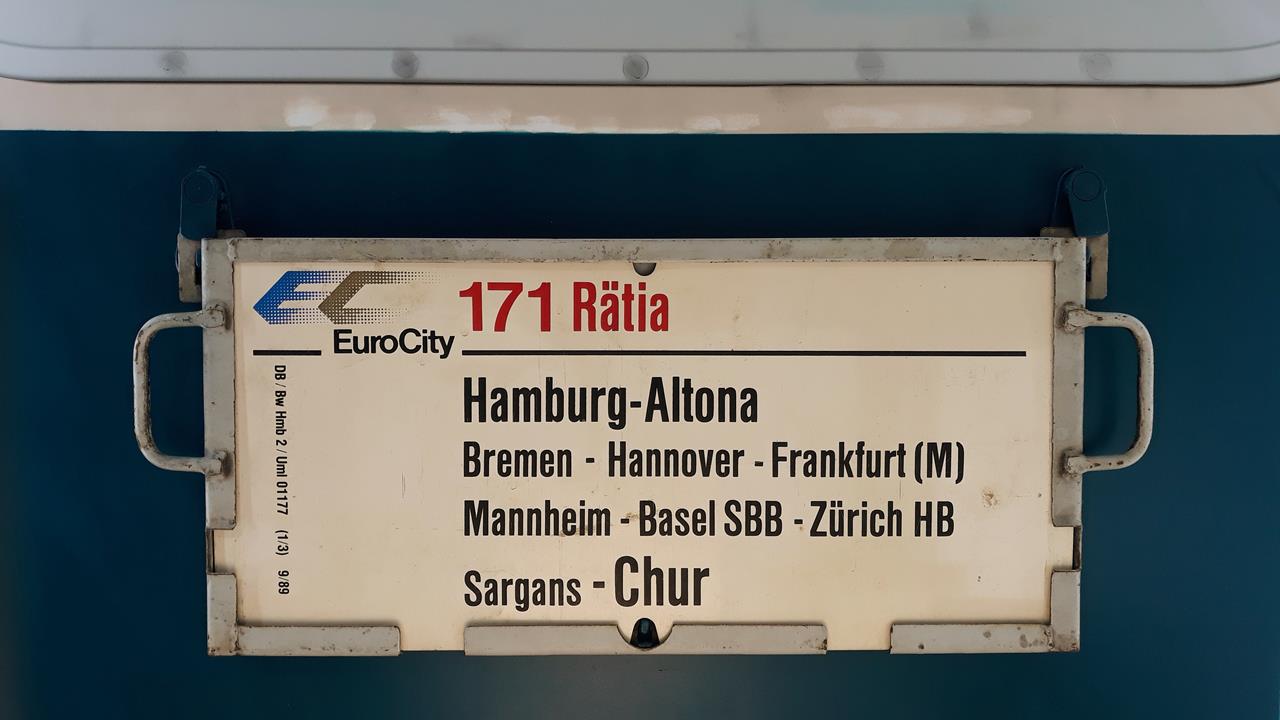 EC 171 Rätia
EuroCity
Hamburg-Altona
Bremen - Hannover - Frankfurt (M)
Mannheim - Basel SBB - Zürich HB
Sargans - Chur
DB / Bw Hmb 2 / Uml 01177 (1/3) 9/89